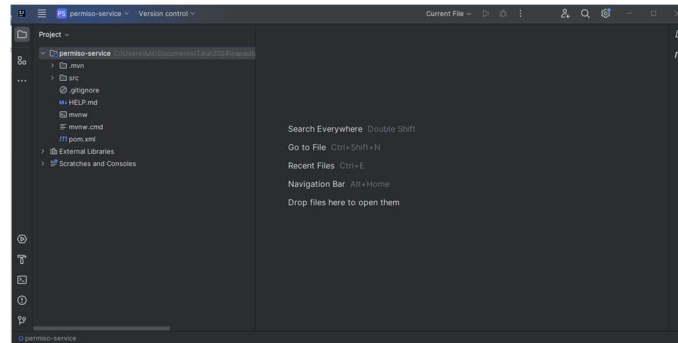 PS permiso-service Version control Current File
Project
permiso-service
.mvn
src
.gitignore
M↓ HELP.md
mvnw
mvnw.cmd
m pom.xml
External Libraries
Scratches and Consoles
Search Everywhere Double Shift
Go to File Ctrl+Shift+N
Recent Files Ctrl+E
Navigation Bar Alt+Home
Drop files here to open them
permiso-service